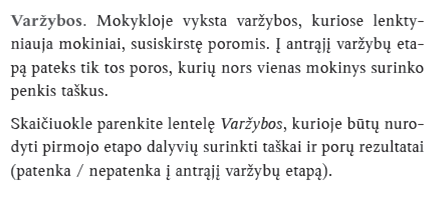 Varžybos. Mokykloje vyksta varžybos, kuriose lenkty-
niauja mokiniai, susiskirstę poromis. Į antrąjį varžybų eta-
pą pateks tik tos poros, kurių nors vienas mokinys surinko
penkis taškus.
Skaičiuokle parenkite lentelę Varžybos, kurioje būtų nuro-
dyti pirmojo etapo dalyvių surinkti taškai ir porų rezultatai
(patenka / nepatenka į antrąjį varžybų etapą).